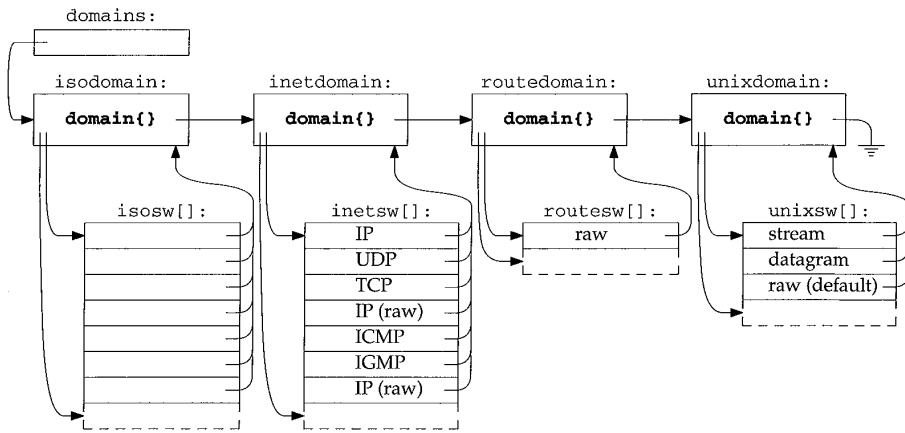 domains:
isodomain: inetdomain: routedomain: unixdomain:
domain{} domain{} domain{} domain{}
isosw[]: inetsw[]: routesw[]: unixsw[]:
IP raw stream
UDP datagram
TCP raw (default)
IP (raw)
ICMP
IGMP
IP (raw)